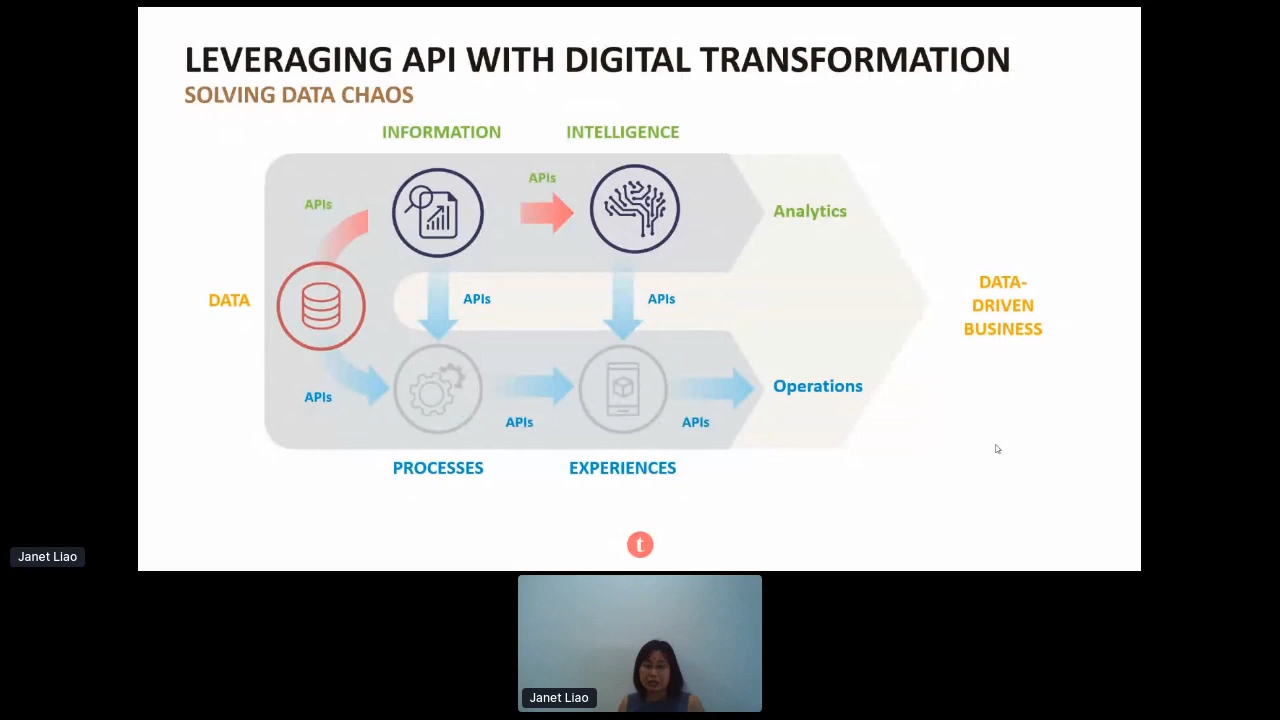 LEVERAGING API WITH DIGITAL TRANSFORMATION
SOLVING DATA CHAOS
INFORMATION
INTELLIGENCE
APIs
APIs
Analytics
DATA
APIs
APIs
DATA-
DRIVEN
BUSINESS
APIs
Operations
APIs
APIs
PROCESSES
EXPERIENCES
t
Janet Liao
Janet Liao